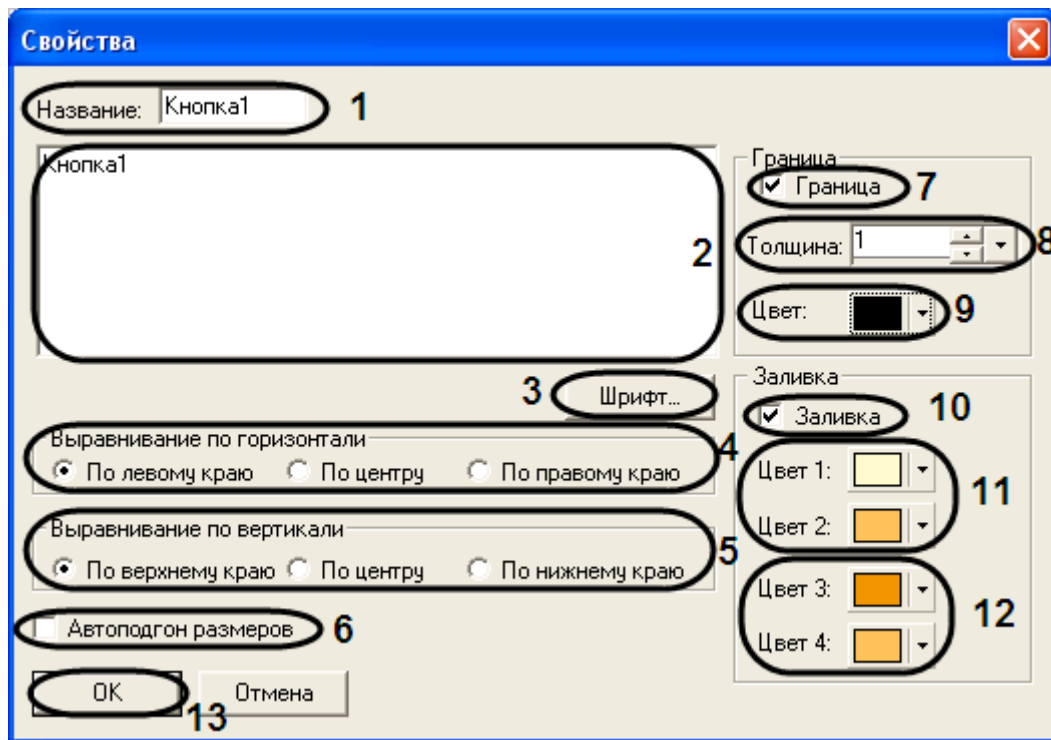 Свойства
Название: Кнопка1 1
Кнопка1
2
3 Шрифт...
Выравнивание по горизонтали 4
По левому краю По центру По правому краю
Выравнивание по вертикали 5
По верхнему краю По центру По нижнему краю
Автоподгон размеров 6
ОК Отмена
13
Граница
Граница 7
Толщина: 1 8
Цвет: 9
Заливка
Заливка 10
Цвет 1:
Цвет 2:
11
Цвет 3:
Цвет 4:
12